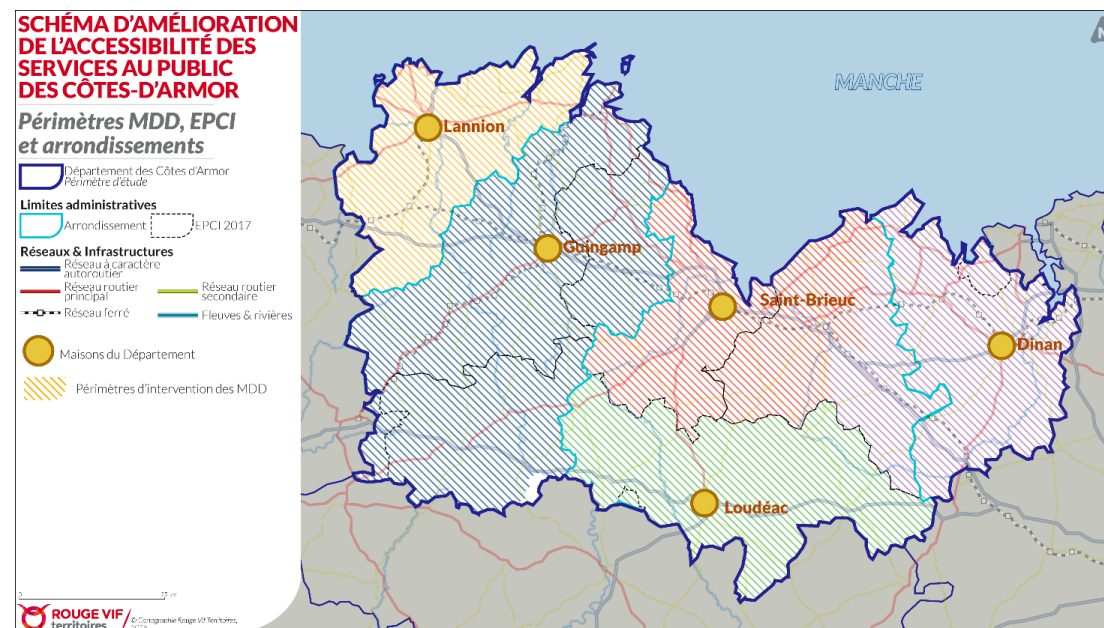 SCHÉMA D'AMÉLIORATION
DE L'ACCESSIBILITÉ DES
SERVICES AU PUBLIC
DES CÔTES-D'ARMOR
Périmètres MDD, EPCI
et arrondissements
Département des Côtes d'Armor
Périmètre d'étude
Limites administratives
Arrondissement
EPCI 2017
Réseaux & Infrastructures
Réseau à caractère
autoroutier
Réseau routier
principal
Réseau routier
secondaire
Réseau ferré
Fleuves & rivières
Maisons du Département
Périmètres d'intervention des MDD
0
25 km
ROUGE VIF
territoires
© Cartographie Rouge Vif Territoires,
MANCHE
N
Lannion
Guingamp
Saint-Brieuc
Dinan
Loudéac